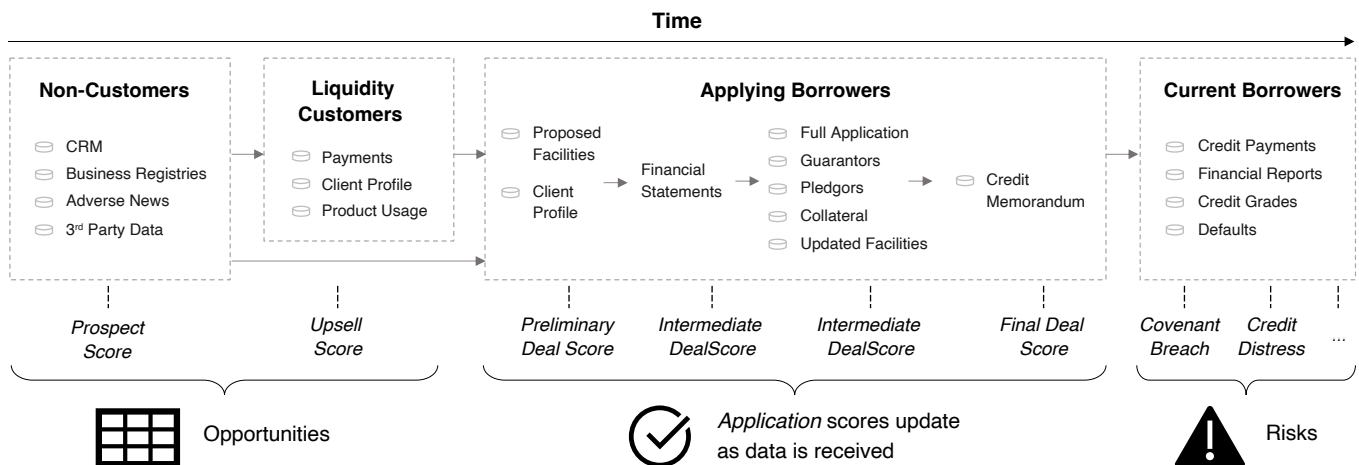 Time
Non-Customers
CRM
Business Registries
Adverse News
3rd Party Data
Liquidity
Customers
Payments
Client Profile
Product Usage
Applying Borrowers
Proposed
Facilities
Client
Profile
Financial
Statements
Full Application
Guarantors
Pledgors
Collateral
Updated Facilities
Credit
Memorandum
Current Borrowers
Credit Payments
Financial Reports
Credit Grades
Defaults
Prospect
Score
Upsell
Score
Preliminary
Deal Score
Intermediate
DealScore
Intermediate
DealScore
Final Deal
Score
Covenant
Breach
Credit
Distress
...
Opportunities
Application scores update
as data is received
Risks